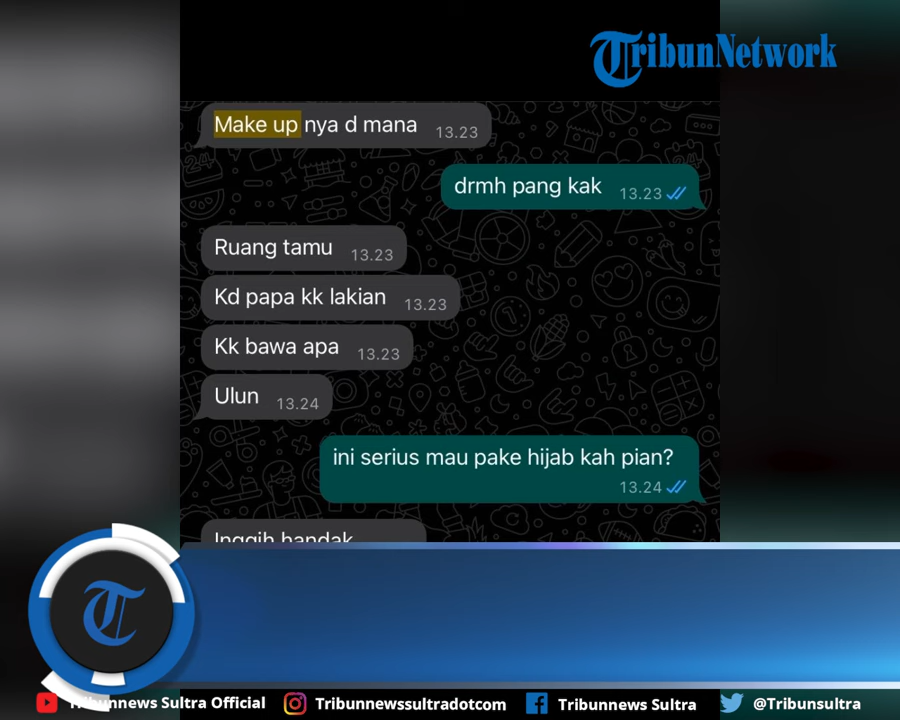 TribunNetwork
Make up nya d mana 13.23
drmh pang kak 13.23
Ruang tamu 13.23
Kd papa kk lakian 13.23
Kk bawa apa 13.23
Ulun 13.24
ini serius mau pake hijab kah pian?
13.24
Inggih handak
T
Tribunnews Sultra Official Tribunnewssultradotcom Tribunnews Sultra @Tribunsultra